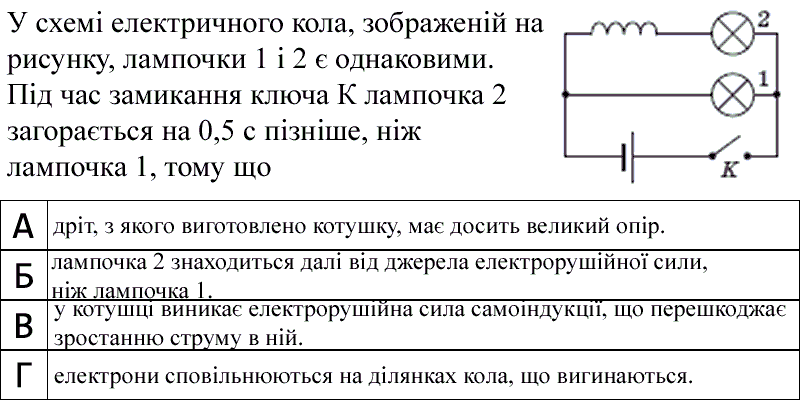 У схемі електричного кола, зображеній на
рисунку, лампочки 1 і 2 є однаковими.
Під час замикання ключа К лампочка 2
загорається на 0,5 с пізніше, ніж
лампочка 1, тому що
2
1
K
А дріт, з якого виготовлено котушку, має досить великий опір.
Б лампочка 2 знаходиться далі від джерела електрорушійної сили,
ніж лампочка 1.
В у котушці виникає електрорушійна сила самоіндукції, що перешкоджає
зростанню струму в ній.
Г електрони сповільнюються на ділянках кола, що вигинаються.